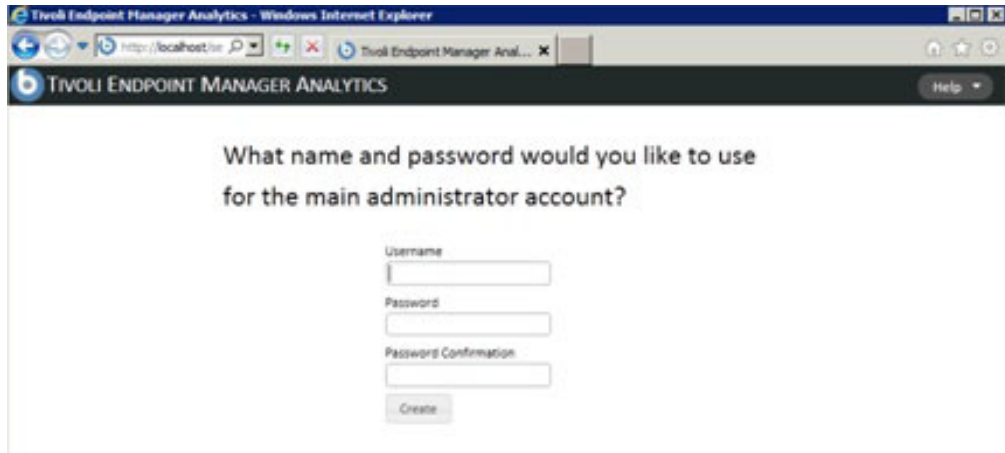 Tivoli Endpoint Manager Analytics - Windows Internet Explorer
http://localhost/
Tivoli Endpoint Manager Anal...
TIVOLI ENDPOINT MANAGER ANALYTICS
Help
What name and password would you like to use
for the main administrator account?
Username
Password
Password Confirmation
Create